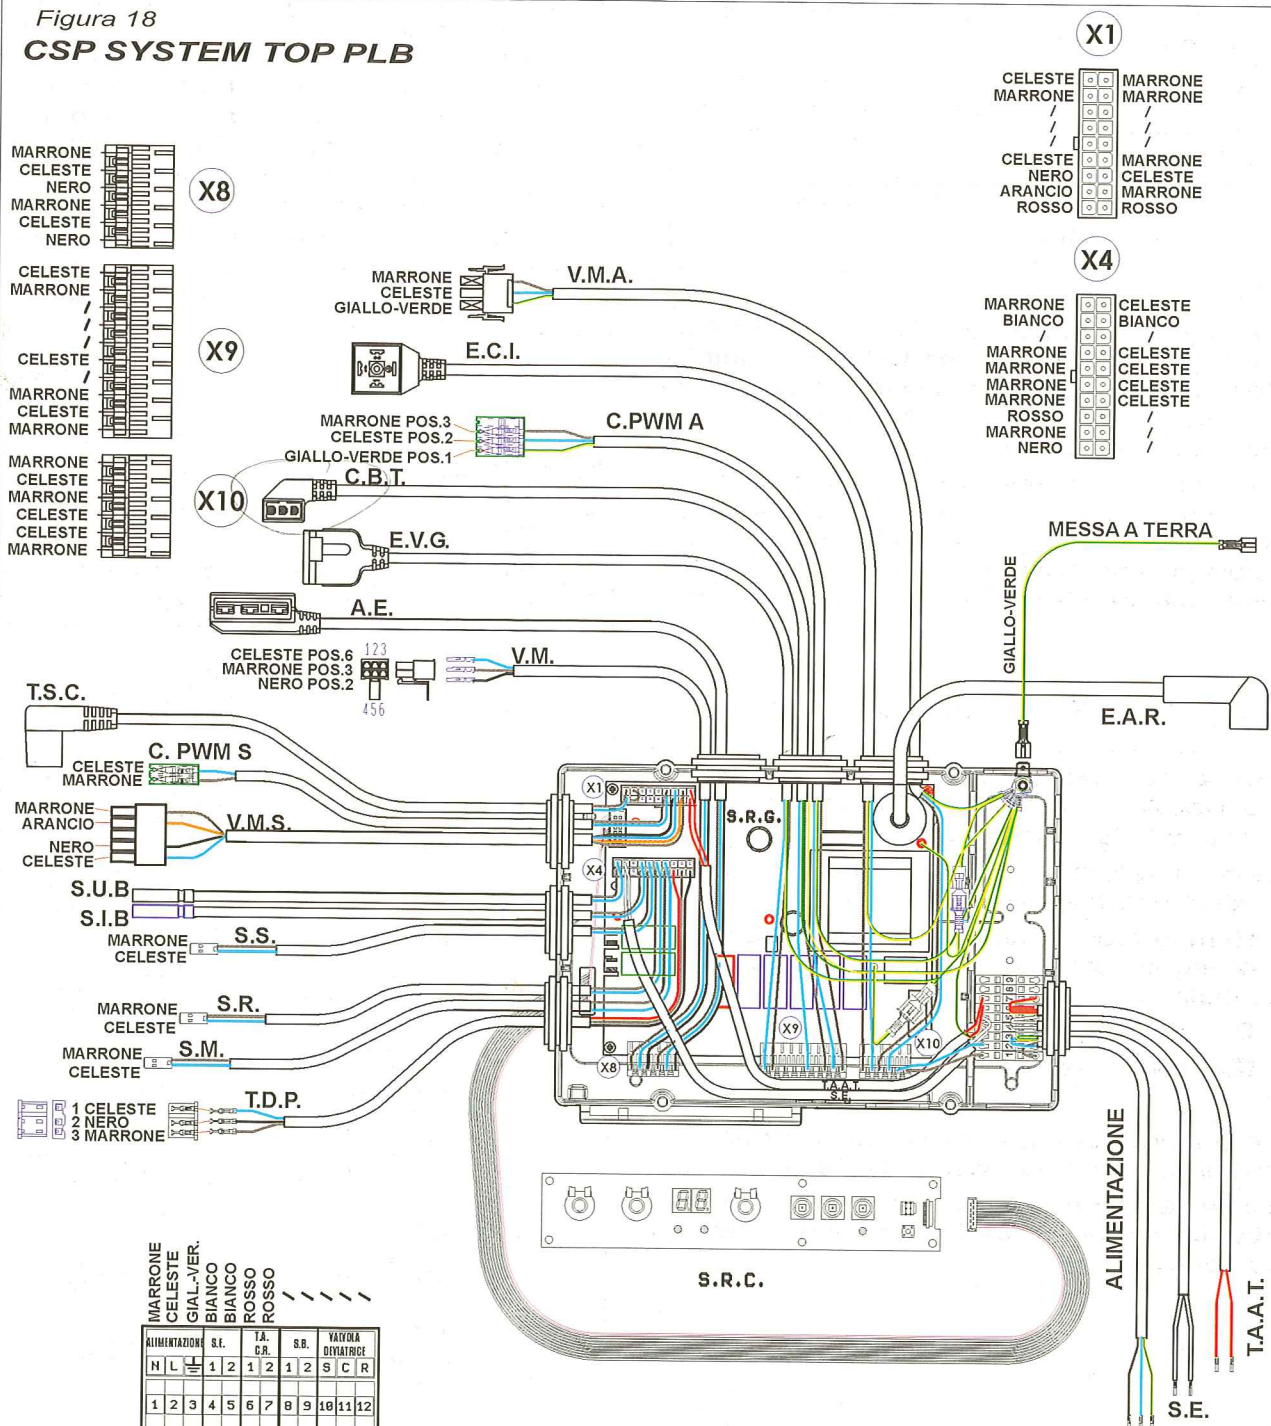 Figura 18
CSP SYSTEM TOP PLB
X1
CELESTE MARRONE
MARRONE MARRONE
/ /
/ /
/ /
CELESTE MARRONE
NERO CELESTE
ARANCIO MARRONE
ROSSO ROSSO
X4
MARRONE CELESTE
BIANCO BIANCO
/ /
MARRONE CELESTE
MARRONE CELESTE
MARRONE CELESTE
MARRONE CELESTE
ROSSO /
MARRONE /
NERO /
MARRONE
CELESTE
NERO
MARRONE
CELESTE
NERO
X8
CELESTE
MARRONE
/
/
/
CELESTE
/
MARRONE
CELESTE
MARRONE
X9
MARRONE
CELESTE
MARRONE
CELESTE
CELESTE
MARRONE
X10
MARRONE
CELESTE
GIALLO-VERDE
V.M.A.
E.C.I.
MARRONE POS.3
CELESTE POS.2
GIALLO-VERDE POS.1
C.PWM A
C.B.T.
E.V.G.
A.E.
CELESTE POS.6
MARRONE POS.3
NERO POS.2
123
456
V.M.
MESSA A TERRA
GIALLO-VERDE
E.A.R.
T.S.C.
C. PWM S
CELESTE
MARRONE
MARRONE
ARANCIO
NERO
CELESTE
V.M.S.
S.U.B
S.I.B
MARRONE
CELESTE
S.S.
MARRONE
CELESTE
S.R.
MARRONE
CELESTE
S.M.
1 CELESTE
2 NERO
3 MARRONE
T.D.P.
X1
S.R.G.
X4
X9
X10
X8
T.A.A.T.
S.E.
S.R.C.
ALIMENTAZIONE
S.E.
T.A.A.T.
MARRONE
CELESTE
GIAL.-VER.
BIANCO
BIANCO
ROSSO
ROSSO
/ / / / /
ALIMENTAZIONE S.E. T.A. C.R. S.B. VALVOLA DEVIATRICE
N L 1 2 1 2 1 2 S C R
1 2 3 4 5 6 7 8 9 10 11 12